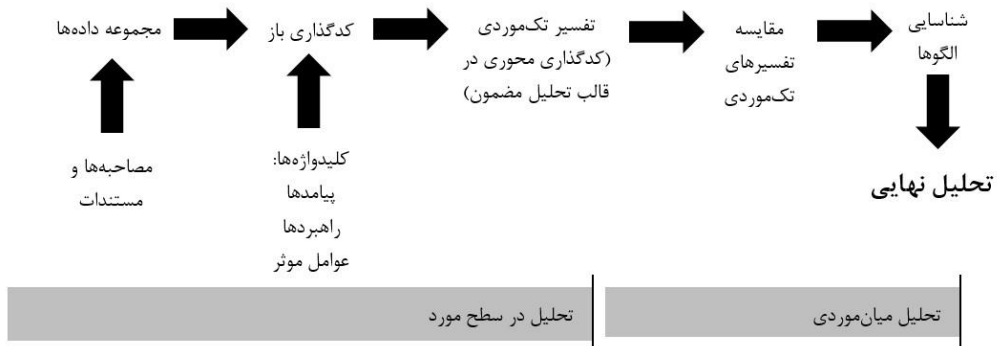 مجموعه داده‌ها
کدگذاری باز
تفسیر تک‌موردی
(کدگذاری محوری در
قالب تحلیل مضمون)
مقایسه
تفسیرهای
تک‌موردی
شناسایی
الگوها
مصاحبه‌ها و
مستندات
کلیدواژه‌ها:
پیامدها
راهبردها
عوامل موثر
تحلیل نهایی
تحلیل در سطح مورد
تحلیل میان‌موردی